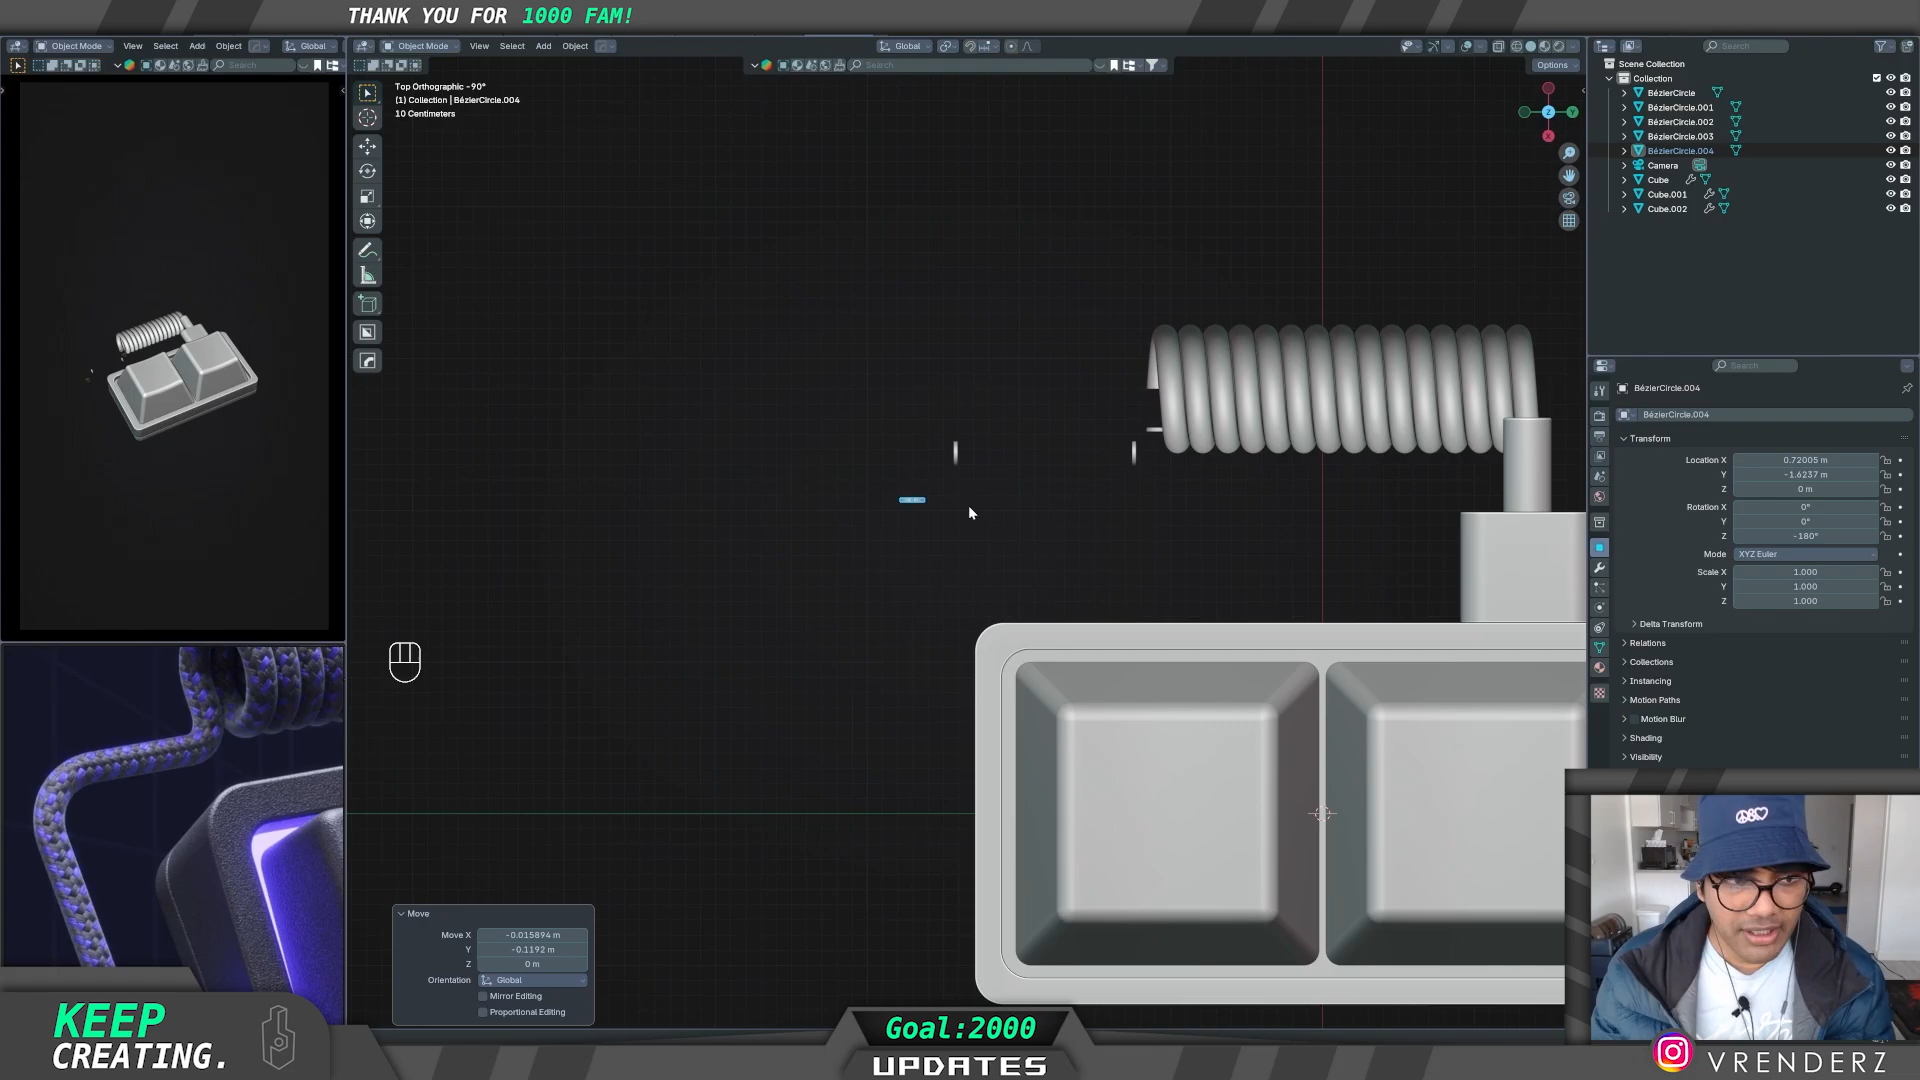 THANK YOU FOR 1000 FAM!
Object Mode View Select Add Object Global
Object Mode View Select Add Object Global
Search
Search Options
Search
Top Orthographic -90°
(1) Collection | BézierCircle.004
10 Centimeters
Z
Y
X
Scene Collection
Collection
BézierCircle
BézierCircle.001
BézierCircle.002
BézierCircle.003
BézierCircle.004
Camera
Cube
Cube.001
Cube.002
Search
BézierCircle.004
BézierCircle.004
Transform
Location X 0.72005 m
Y -1.6237 m
Z 0 m
Rotation X 0°
Y 0°
Z -180°
Mode XYZ Euler
Scale X 1.000
Y 1.000
Z 1.000
Delta Transform
Relations
Collections
Instancing
Motion Paths
Motion Blur
Shading
Visibility
Move
Move X -0.015894 m
Y -0.1192 m
Z 0 m
Orientation Global
Mirror Editing
Proportional Editing
KEEP
CREATING.
Goal:2000
UPDATES
VRENDERZ